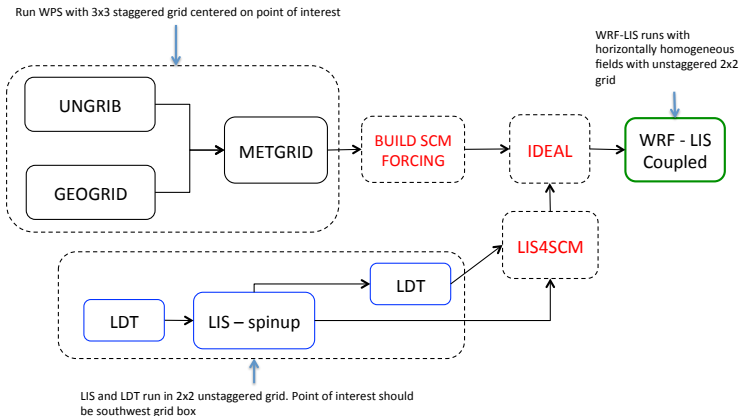 Run WPS with 3x3 staggered grid centered on point of interest
WRF-LIS runs with
horizontally homogeneous
fields with unstaggered 2x2
grid
UNGRIB
GEOGRID
METGRID
BUILD SCM
FORCING
IDEAL
WRF - LIS
Coupled
LIS4SCM
LDT
LDT
LIS – spinup
LIS and LDT run in 2x2 unstaggered grid. Point of interest should
be southwest grid box